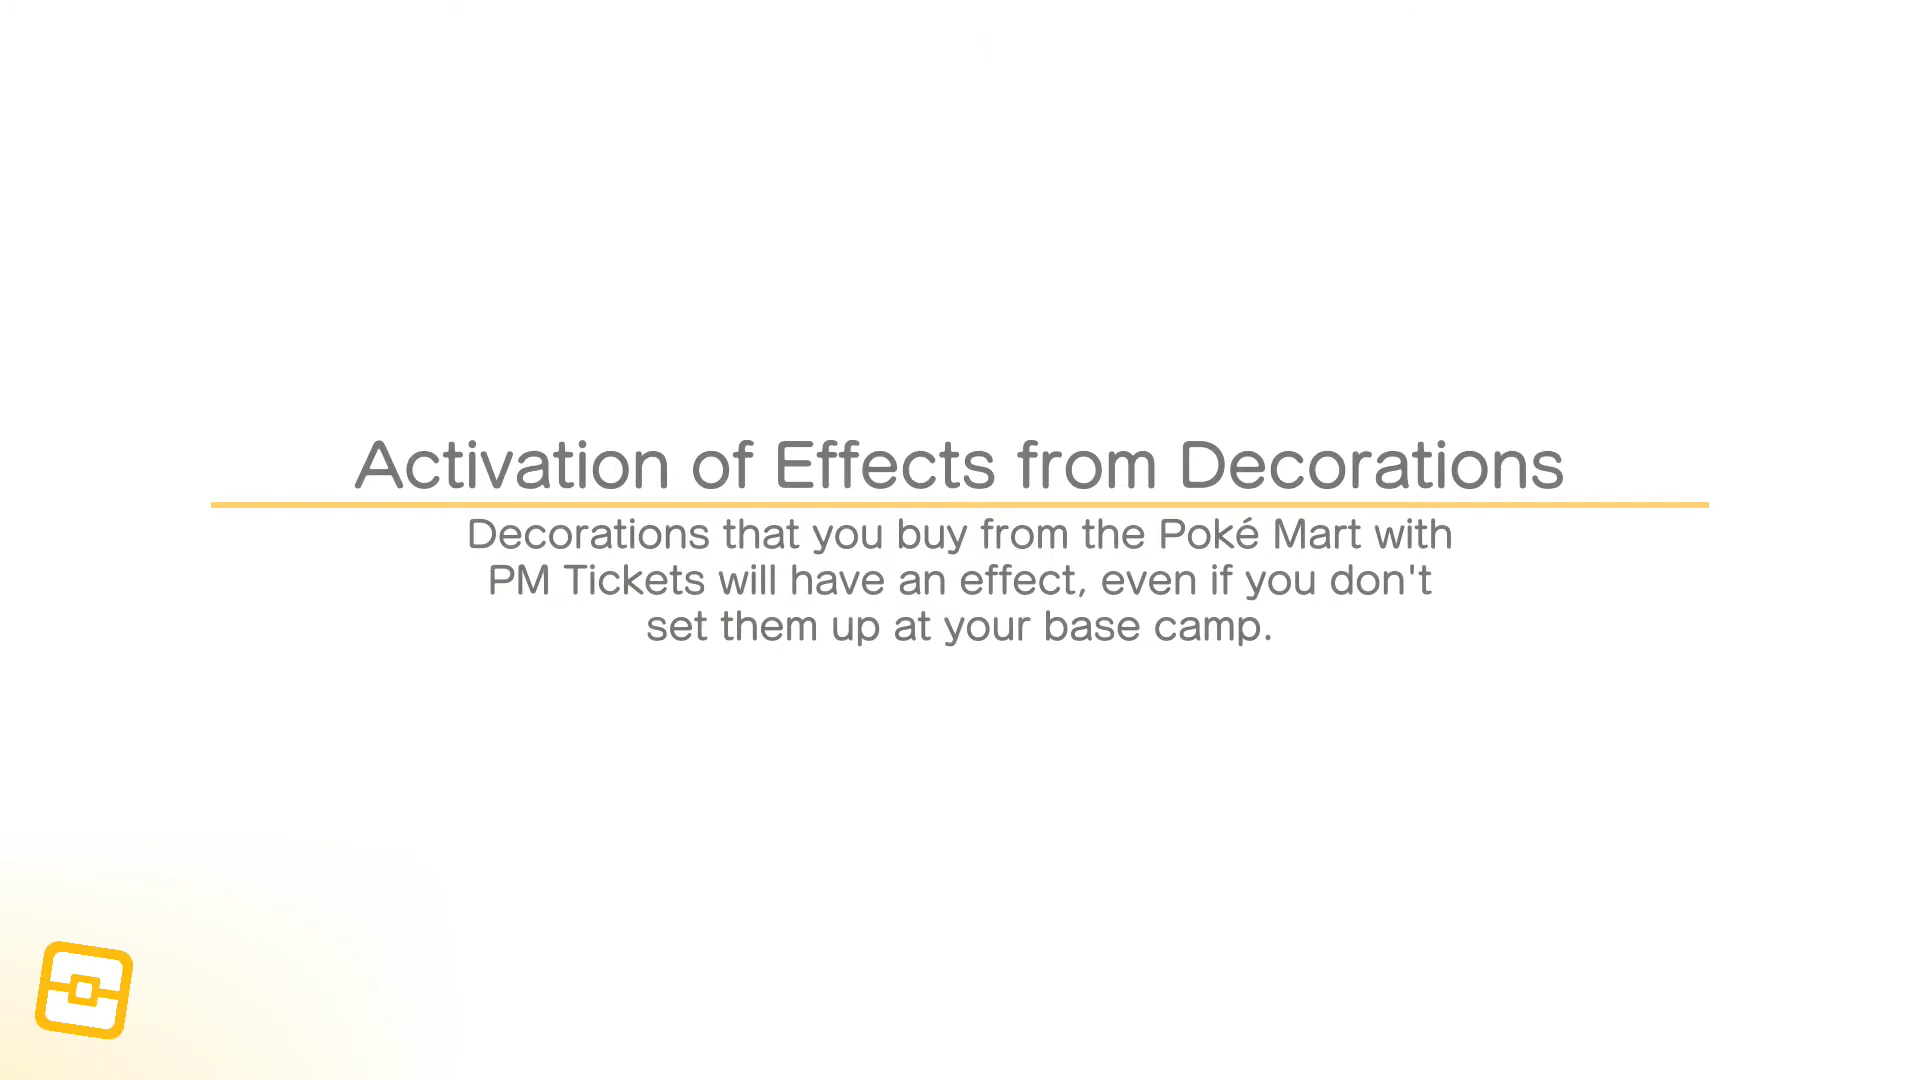 Activation of Effects from Decorations
Decorations that you buy from the Poké Mart with
PM Tickets will have an effect, even if you don't
set them up at your base camp.